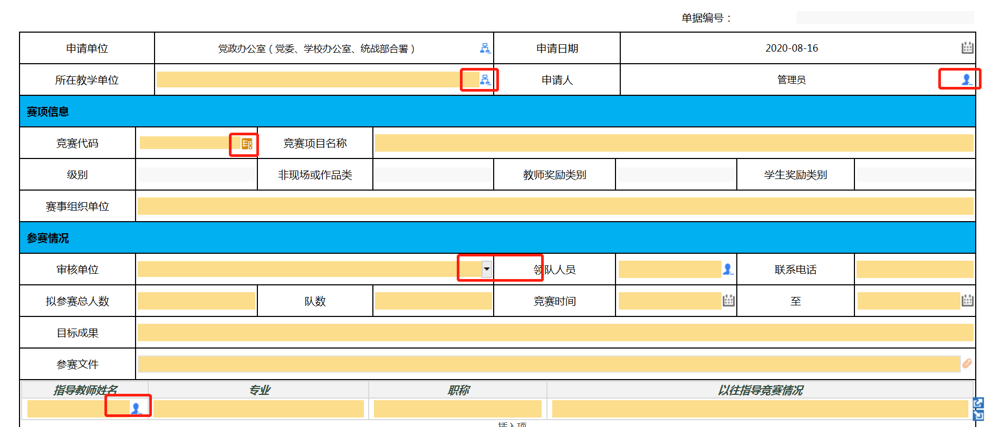 单据编号：
申请单位 党政办公室（党委、学校办公室、统战部合署） 申请日期 2020-08-16
所在教学单位 申请人 管理员
赛项信息
竞赛代码 竞赛项目名称
级别 非现场或作品类 教师奖励类别 学生奖励类别
赛事组织单位
参赛情况
审核单位 领队人员 联系电话
拟参赛总人数 队数 竞赛时间 至
目标成果
参赛文件
指导教师姓名 专业 职称 以往指导竞赛情况
插入项